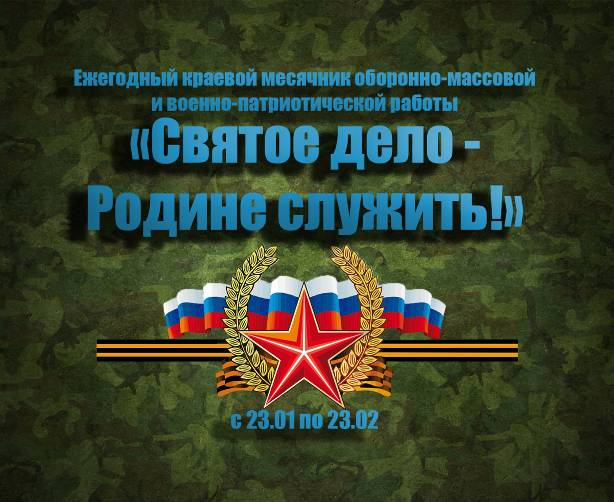 Ежегодный краевой месячник оборонно-массовой
и военно-патриотической работы
«Святое дело -
Родине служить!»
с 23.01 по 23.02